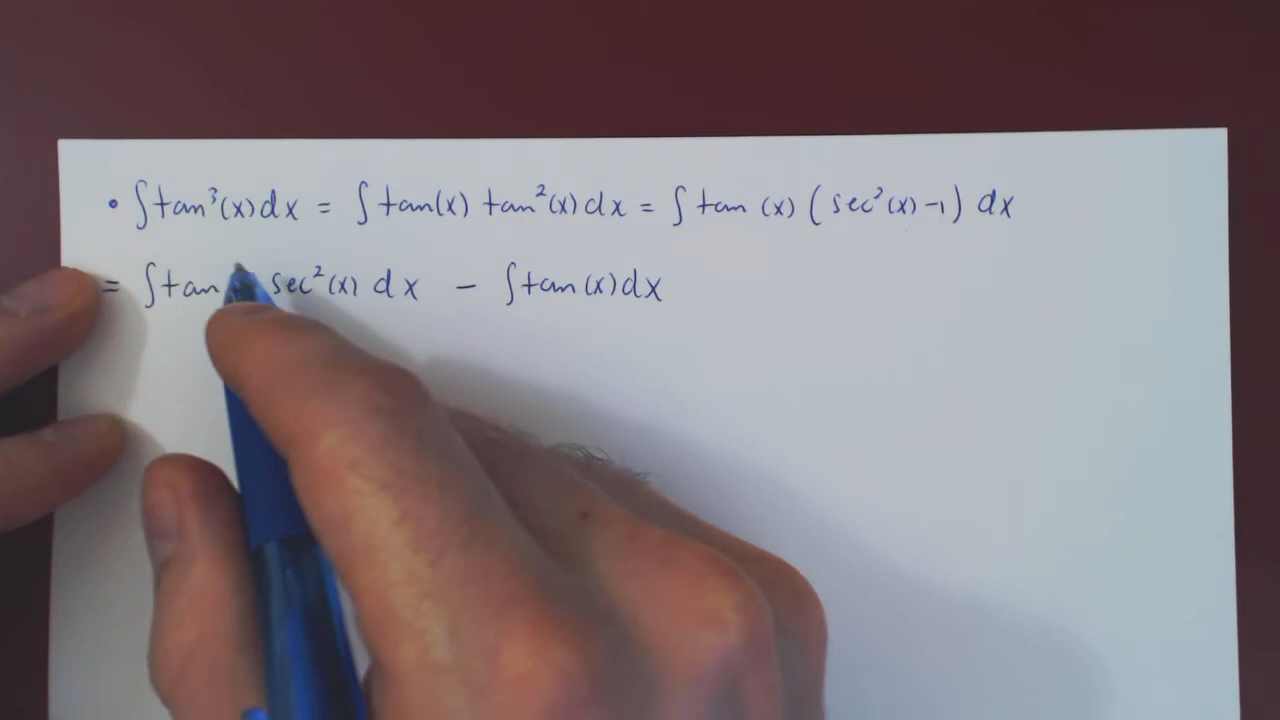 • ∫tan³(x)dx = ∫tan(x) tan²(x)dx = ∫tan(x)(sec²(x)-1) dx
= ∫tan sec²(x) dx - ∫tan(x)dx